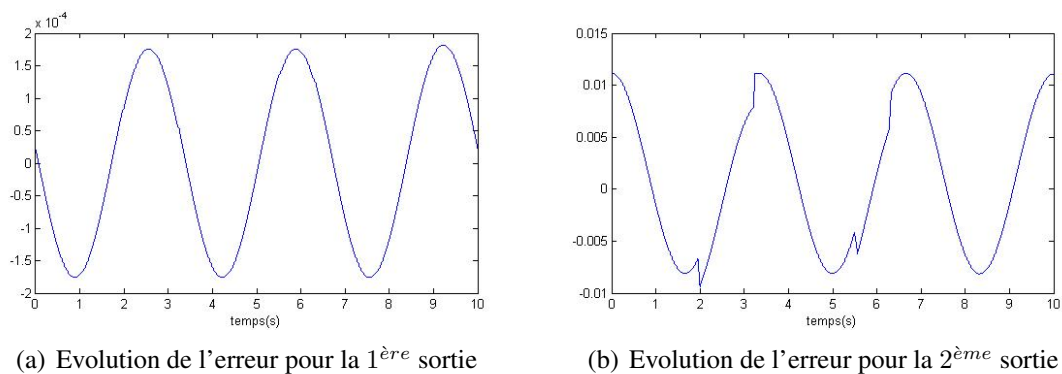 x 10^-4
2
1.5
1
0.5
0
-0.5
-1
-1.5
-2
0 1 2 3 4 5 6 7 8 9 10
temps(s)
(a) Evolution de l'erreur pour la 1ère sortie
0.015
0.01
0.005
0
-0.005
-0.01
0 1 2 3 4 5 6 7 8 9 10
temps(s)
(b) Evolution de l'erreur pour la 2ème sortie